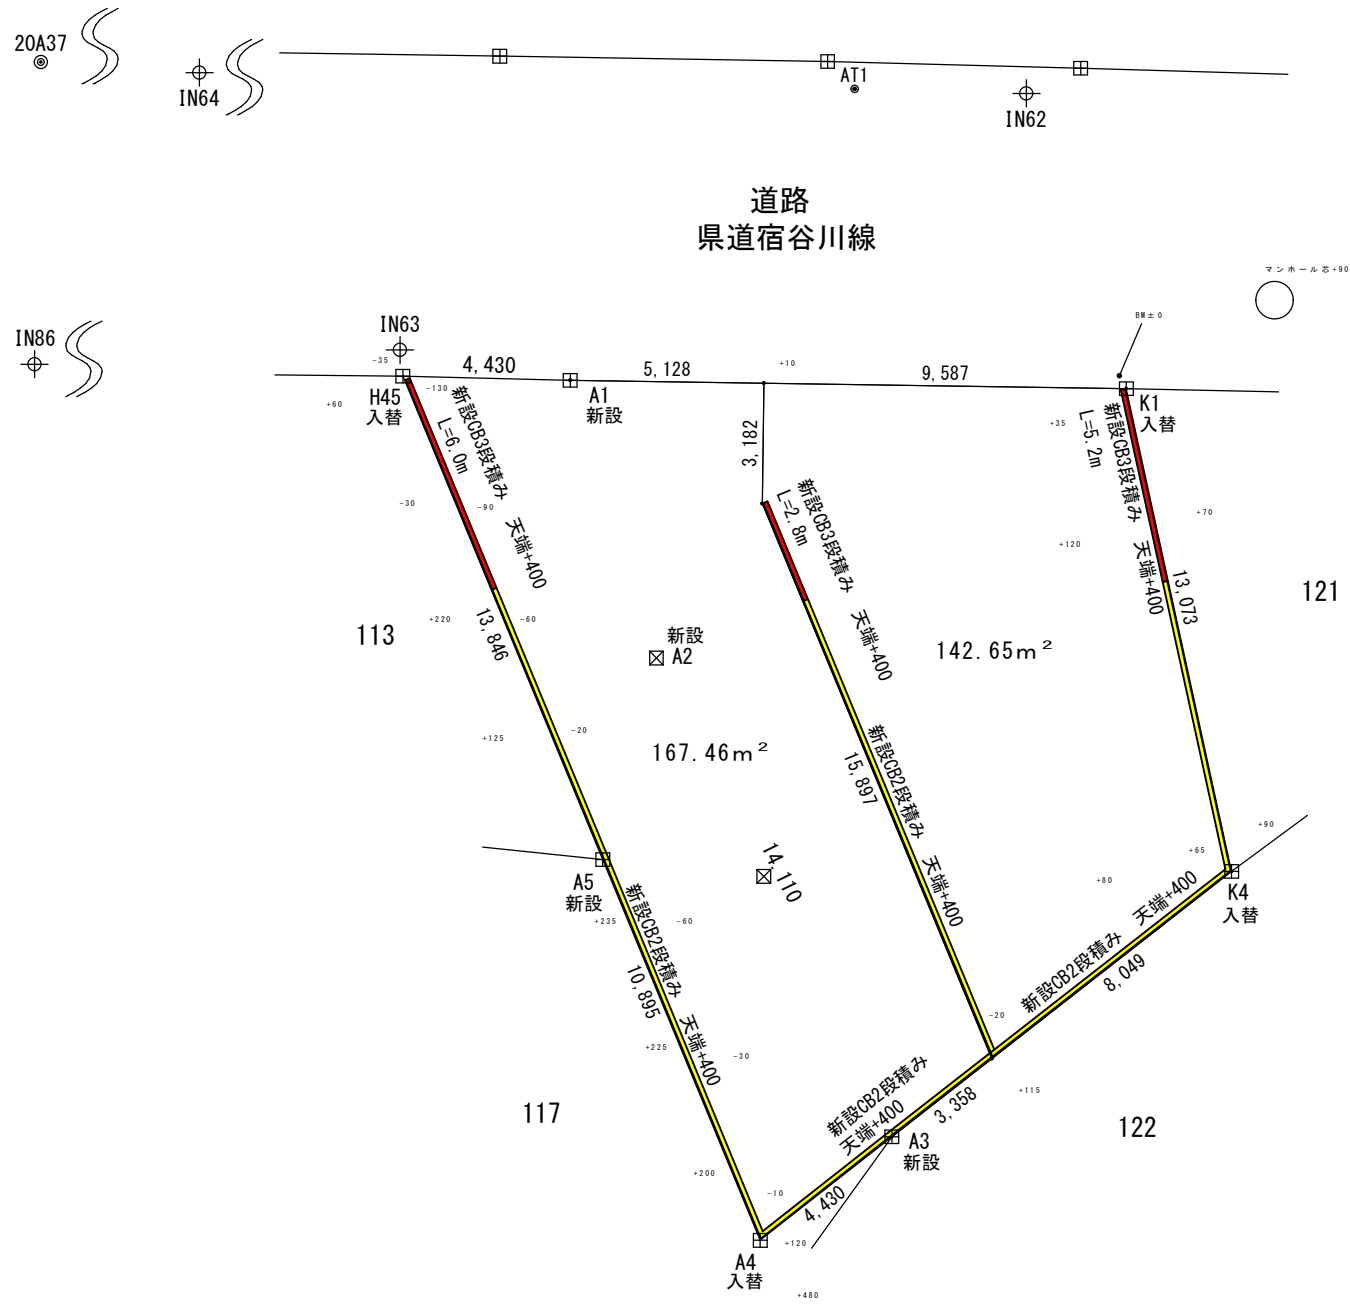 20A37
IN64
AT1
IN62
道路
県道宿谷川線
マンホール芯+90
BM±0
IN86
IN63
-35
4,430
5,128
+10
9,587
H45
入替
-130
+60
A1
新設
K1
入替
+35
新設CB3段積み 天端+400
L=6.0m
3,182
新設CB3段積み 天端+400
L=5.2m
-30
-90
新設CB3段積み 天端+400
L=2.8m
+70
+120
13,073
121
113
+220
-60
13,846
新設
A2
142.65m²
-20
+125
167.46m²
新設CB2段積み 天端+400
15,897
14,110
+90
+65
A5
新設
+80
K4
入替
新設CB2段積み 天端+400
8,049
+235
-60
新設CB2段積み 天端+400
10,895
-20
+225
-30
新設CB2段積み
天端+400
3,358
+115
117
122
A3
新設
+200
-10
4,430
+120
A4
入替
+480